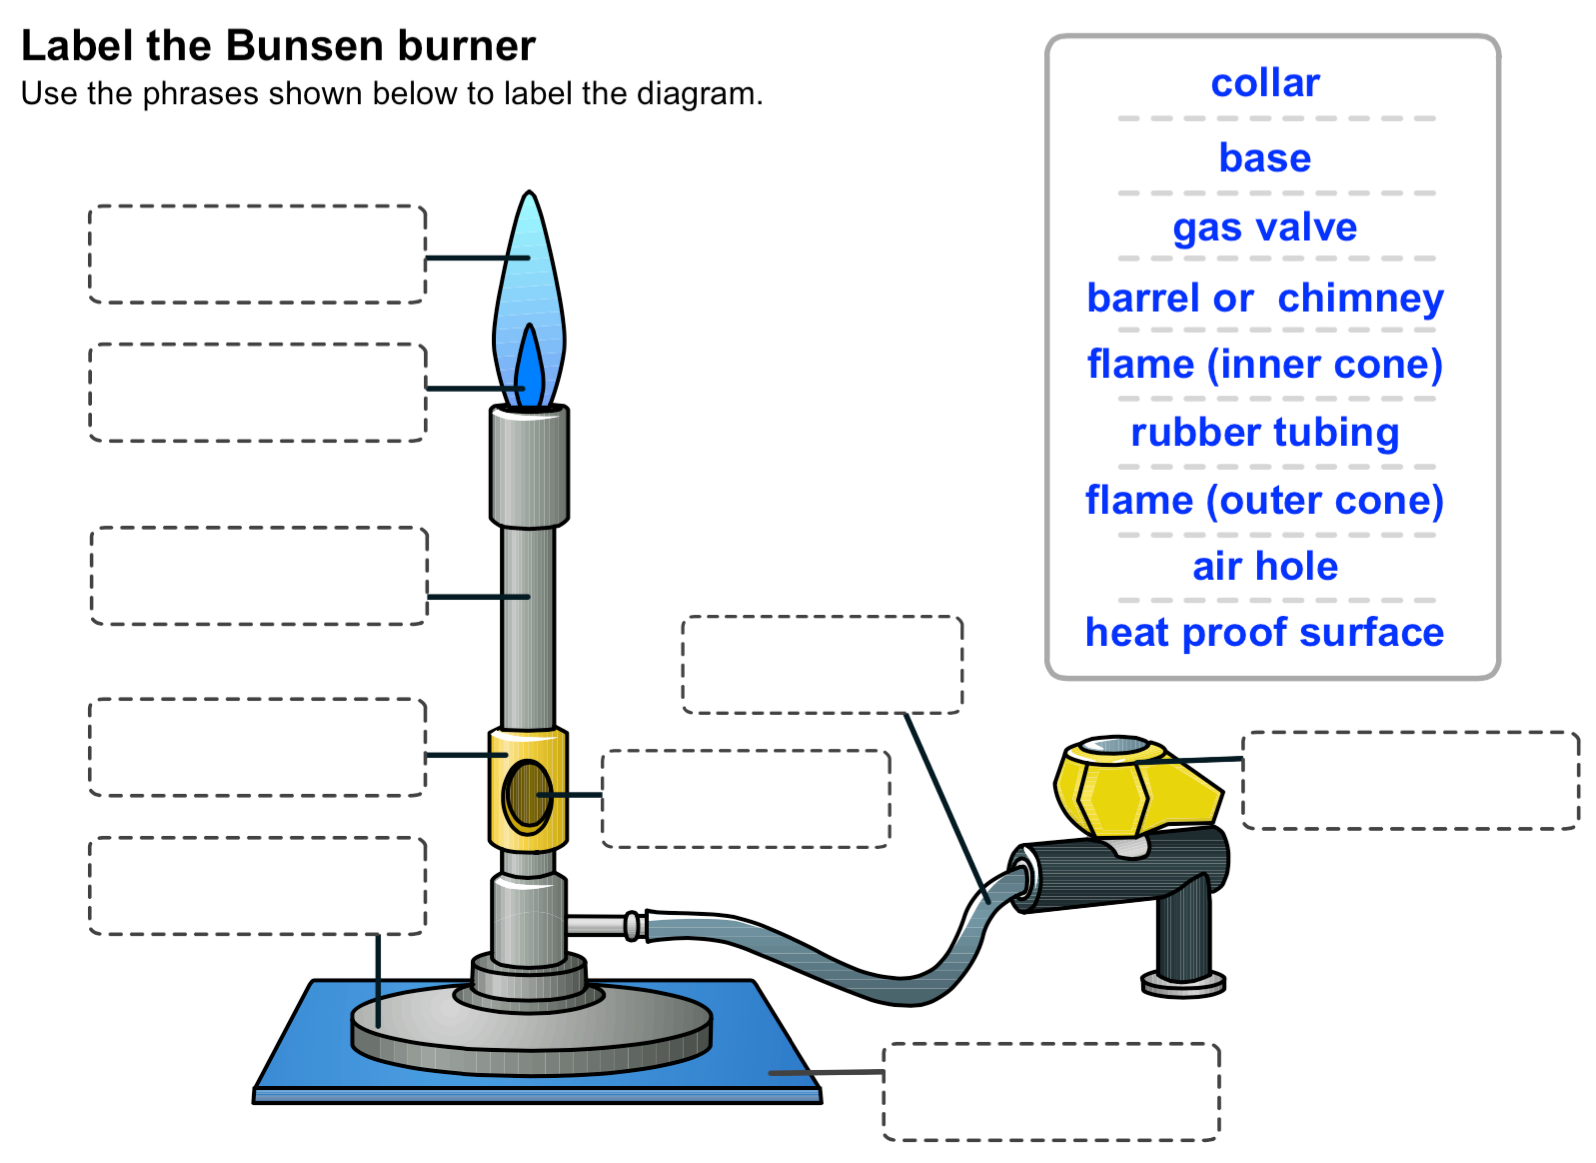 Label the Bunsen burner
Use the phrases shown below to label the diagram.
collar
base
gas valve
barrel or  chimney
flame (inner cone)
rubber tubing
flame (outer cone)
air hole
heat proof surface